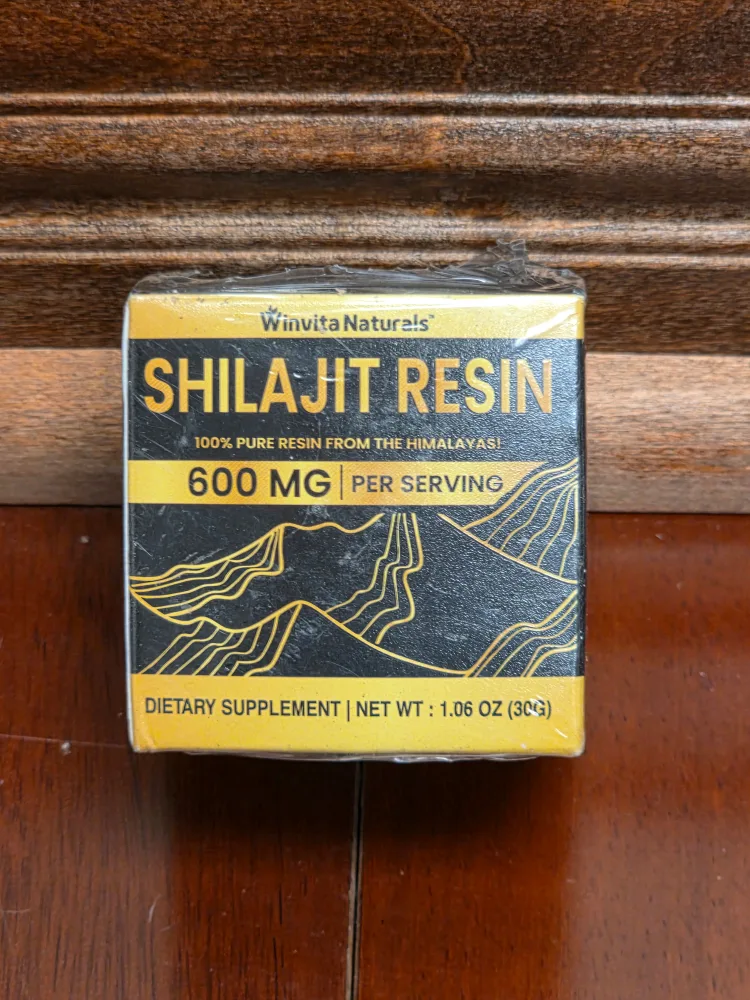 Winvita Naturals™
SHILAJIT RESIN
100% PURE RESIN FROM THE HIMALAYAS!
600 MG | PER SERVING
DIETARY SUPPLEMENT | NET WT : 1.06 OZ (30G)